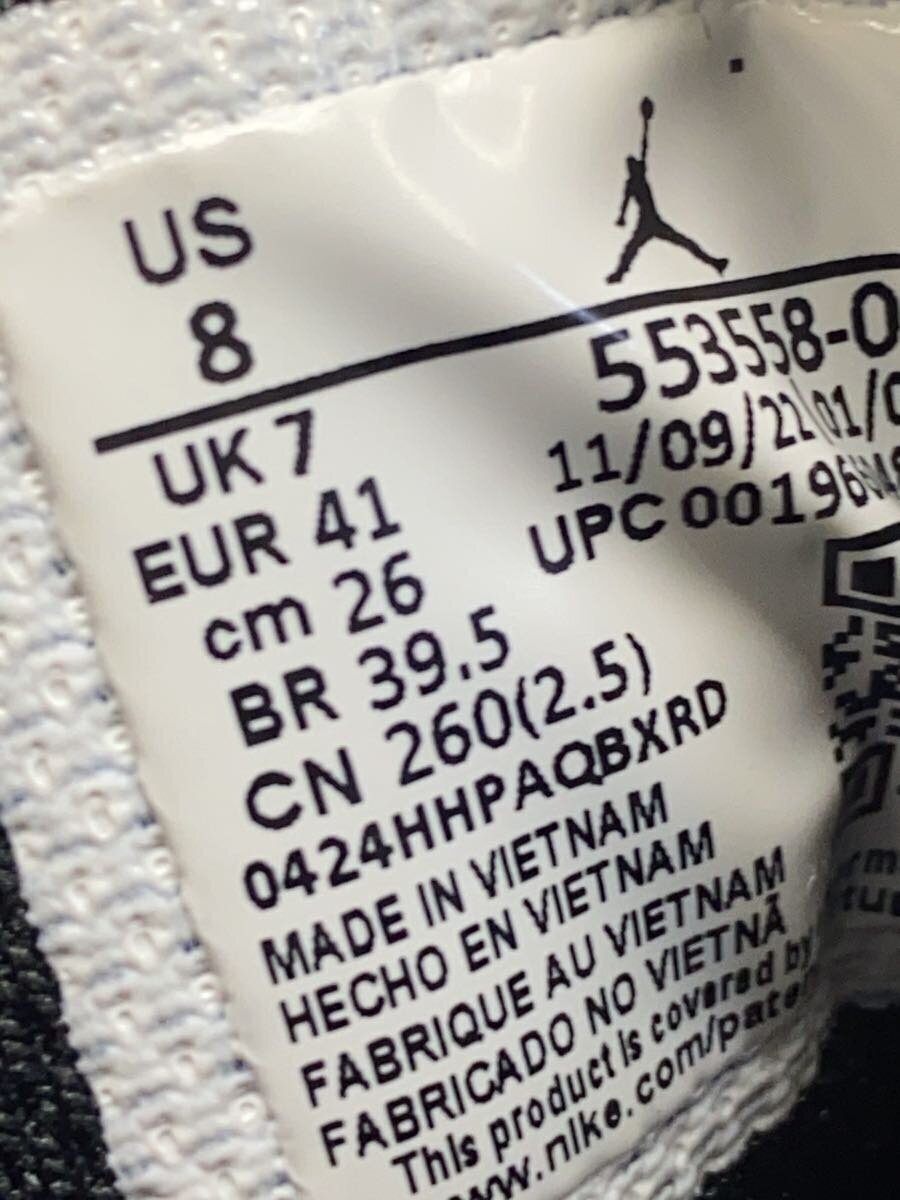 US
8
553558-0
UK 7
11/09/22 01/0
EUR 41
UPC 00196
cm 26
BR 39.5
CN 260(2.5)
0424HHPAQBXRD
MADE IN VIETNAM
HECHO EN VIETNAM
FABRIQUE AU VIETNAM
FABRICADO NO VIETNÃ
This product is covered by
www.nike.com/pate